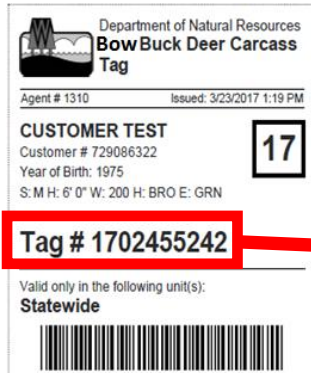 Department of Natural Resources
Bow Buck Deer Carcass
Tag
Agent # 1310 Issued: 3/23/2017 1:19 PM
CUSTOMER TEST
Customer # 729086322
17
Year of Birth: 1975
S: M H: 6' 0" W: 200 H: BRO E: GRN
Tag # 1702455242
Valid only in the following unit(s):
Statewide